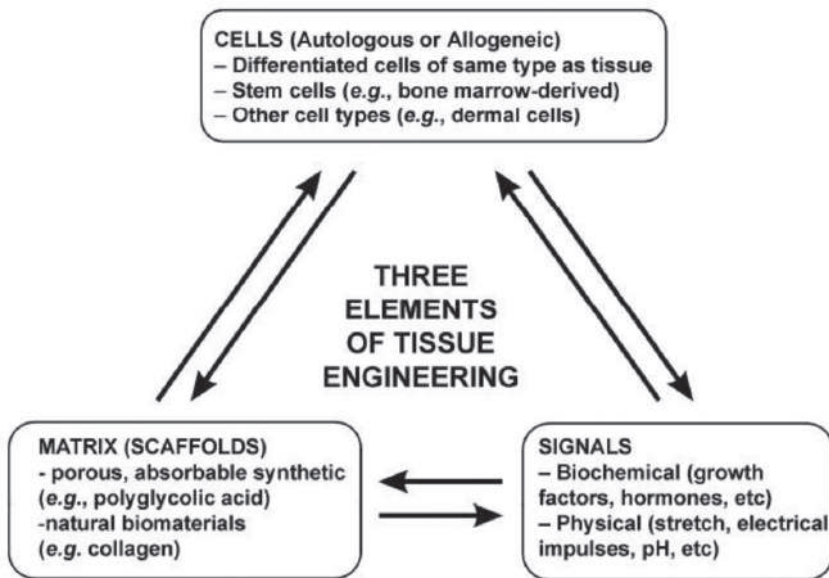 CELLS (Autologous or Allogeneic)
– Differentiated cells of same type as tissue
– Stem cells (e.g., bone marrow-derived)
– Other cell types (e.g., dermal cells)
THREE
ELEMENTS
OF TISSUE
ENGINEERING
MATRIX (SCAFFOLDS)
- porous, absorbable synthetic
(e.g., polyglycolic acid)
-natural biomaterials
(e.g. collagen)
SIGNALS
– Biochemical (growth
factors, hormones, etc)
– Physical (stretch, electrical
impulses, pH, etc)